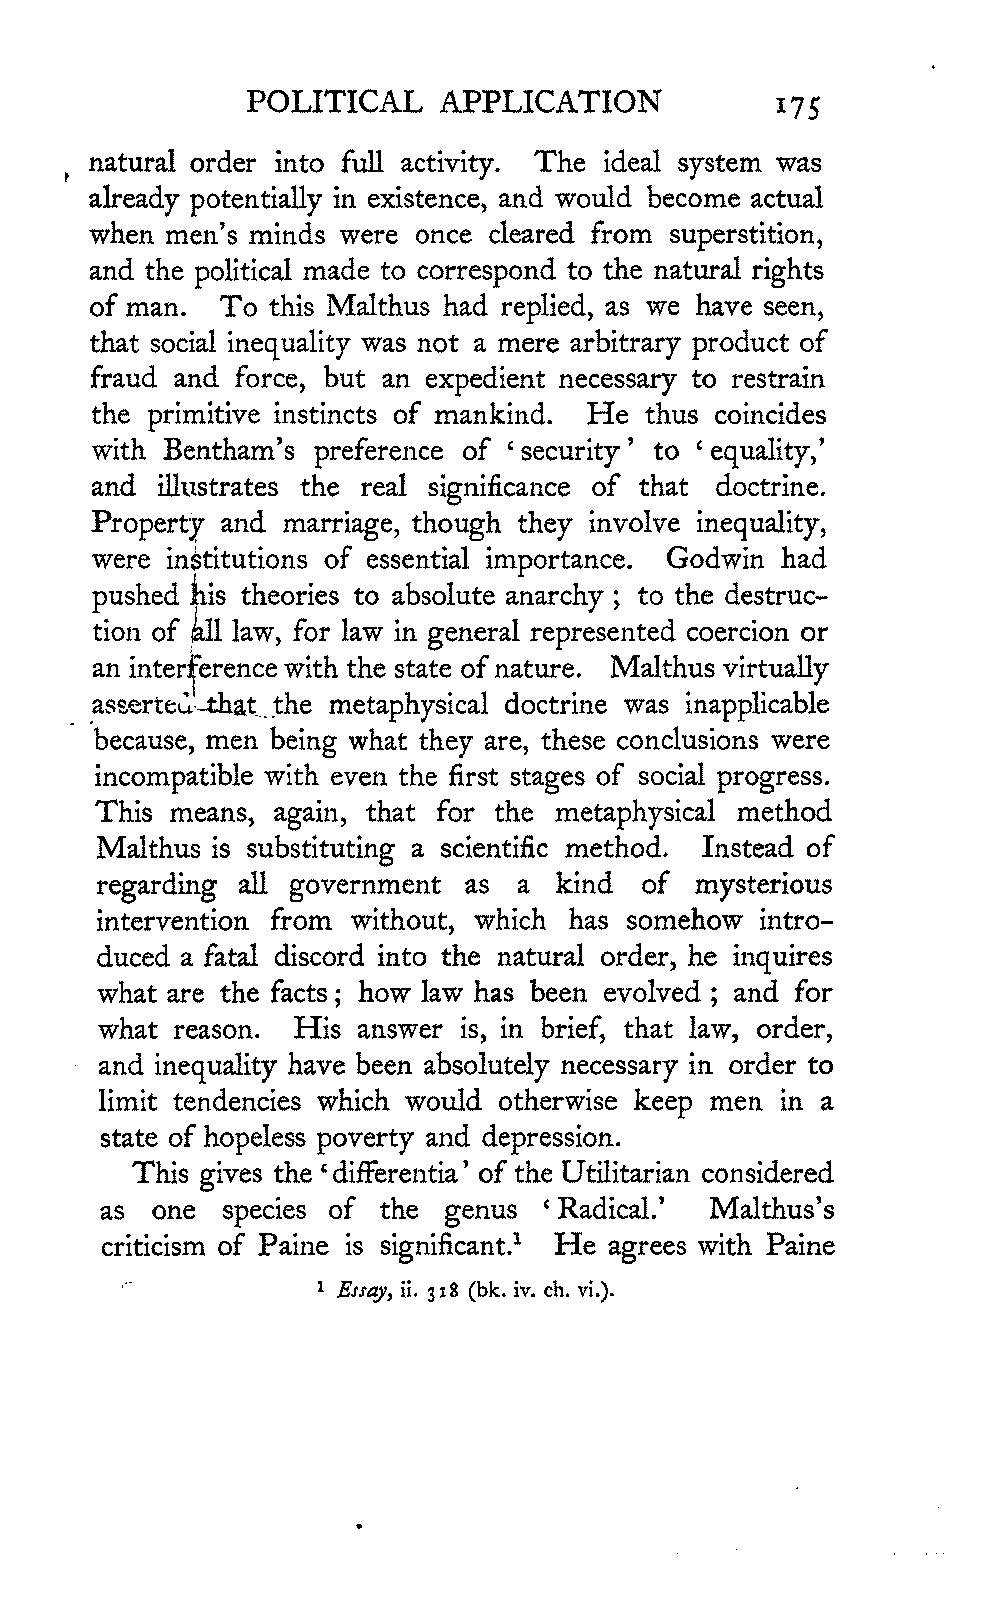 POLITICAL APPLICATION 175
natural order into full activity. The ideal system was
already potentially in existence, and would become actual
when men's minds were once cleared from superstition,
and the political made to correspond to the natural rights
of man. To this Malthus had replied, as we have seen,
that social inequality was not a mere arbitrary product of
fraud and force, but an expedient necessary to restrain
the primitive instincts of mankind. He thus coincides
with Bentham's preference of ‘security’ to ‘equality,’
and illustrates the real significance of that doctrine.
Property and marriage, though they involve inequality,
were institutions of essential importance. Godwin had
pushed his theories to absolute anarchy ; to the destruc-
tion of all law, for law in general represented coercion or
an interference with the state of nature. Malthus virtually
asserted that the metaphysical doctrine was inapplicable
because, men being what they are, these conclusions were
incompatible with even the first stages of social progress.
This means, again, that for the metaphysical method
Malthus is substituting a scientific method. Instead of
regarding all government as a kind of mysterious
intervention from without, which has somehow intro-
duced a fatal discord into the natural order, he inquires
what are the facts ; how law has been evolved ; and for
what reason. His answer is, in brief, that law, order,
and inequality have been absolutely necessary in order to
limit tendencies which would otherwise keep men in a
state of hopeless poverty and depression.
This gives the ‘differentia’ of the Utilitarian considered
as one species of the genus ‘Radical.’ Malthus's
criticism of Paine is significant.¹ He agrees with Paine
¹ Essay, ii. 318 (bk. iv. ch. vi.).